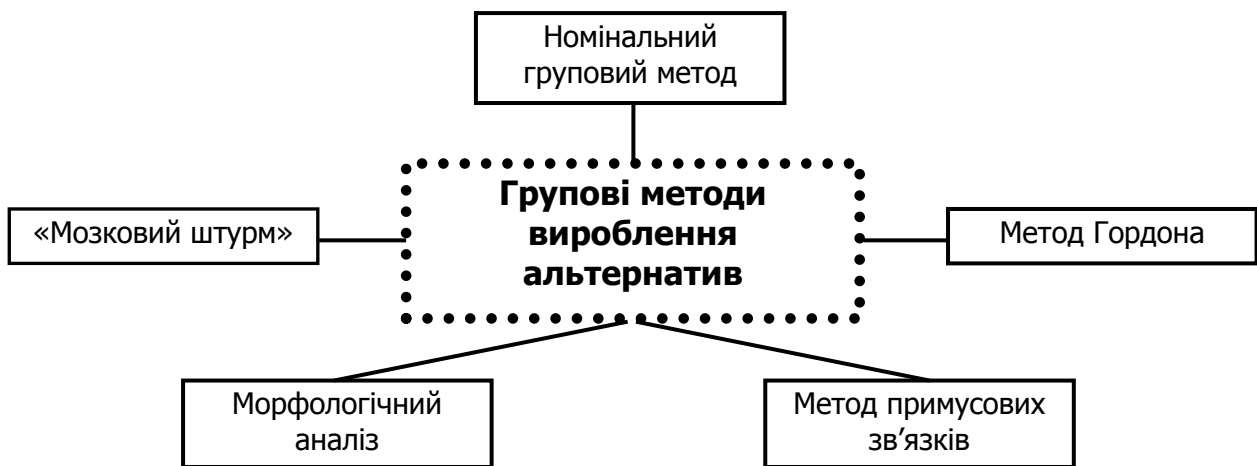 Номінальний
груповий метод
Групові методи
вироблення
альтернатив
«Мозковий штурм»
Метод Гордона
Морфологічний
аналіз
Метод примусових
зв’язків